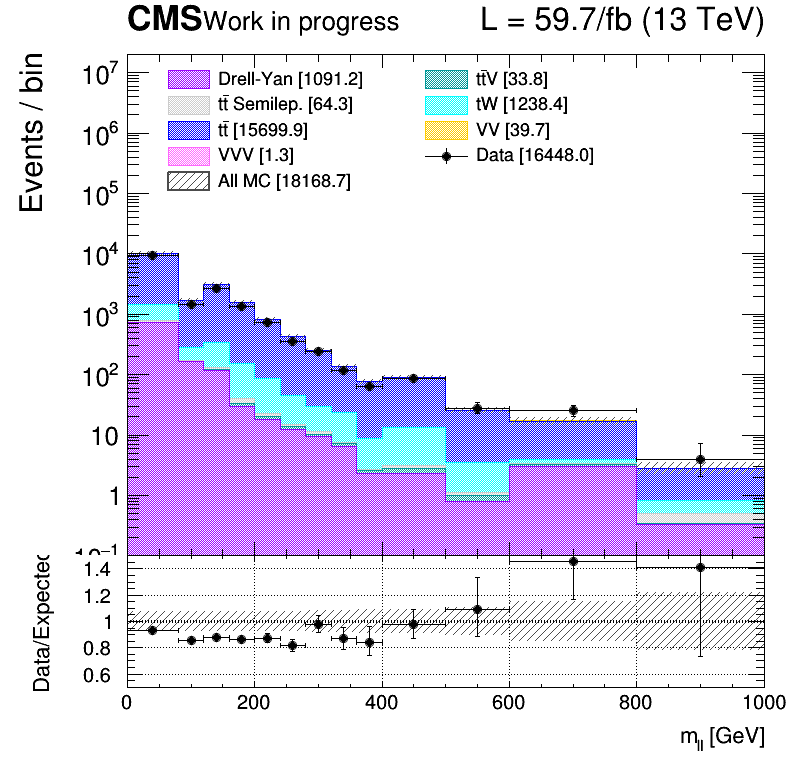 CMS Work in progress L = 59.7/fb (13 TeV)
Events / bin
10⁷
10⁶
10⁵
10⁴
10³
10²
10
1
10⁻¹
Drell-Yan [1091.2]
tt̄ Semilep. [64.3]
tt̄ [15699.9]
VVV [1.3]
All MC [18168.7]
tt̄V [33.8]
tW [1238.4]
VV [39.7]
Data [16448.0]
Data/Expected
1.4
1.2
1
0.8
0.6
0 200 400 600 800 1000
mll [GeV]